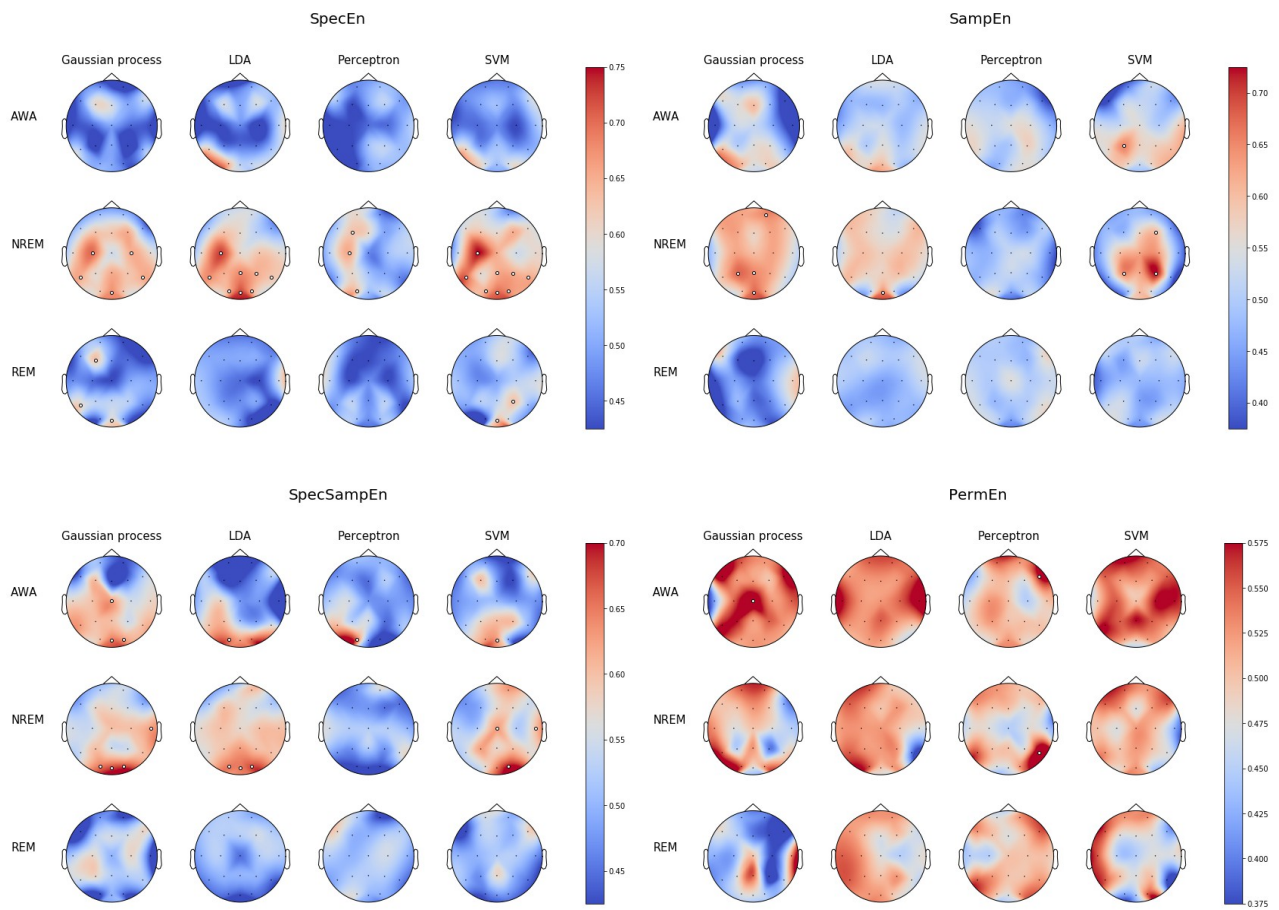 SpecEn
Gaussian process LDA Perceptron SVM
AWA
NREM
REM
0.75
0.70
0.65
0.60
0.55
0.50
0.45
SampEn
Gaussian process LDA Perceptron SVM
AWA
NREM
REM
0.70
0.65
0.60
0.55
0.50
0.45
0.40
SpecSampEn
Gaussian process LDA Perceptron SVM
AWA
NREM
REM
0.70
0.65
0.60
0.55
0.50
0.45
PermEn
Gaussian process LDA Perceptron SVM
AWA
NREM
REM
0.575
0.550
0.525
0.500
0.475
0.450
0.425
0.400
0.375